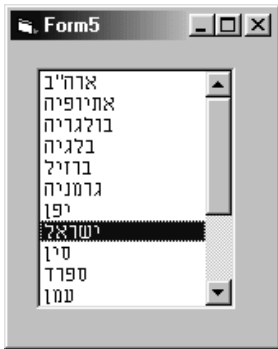 Form5
ארה"ב
אתיופיה
בולגריה
בלגיה
ברזיל
גרמניה
יפן
ישראל
סין
ספרד
עמן